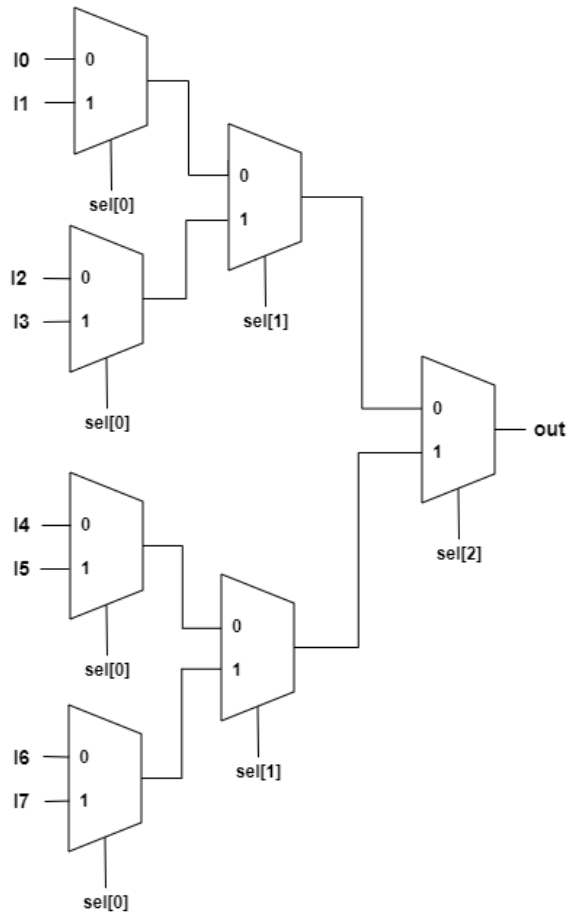 I0 0
I1 1
sel[0]
0
1
sel[1]
I2 0
I3 1
sel[0]
0
1
out
sel[2]
I4 0
I5 1
sel[0]
0
1
sel[1]
I6 0
I7 1
sel[0]